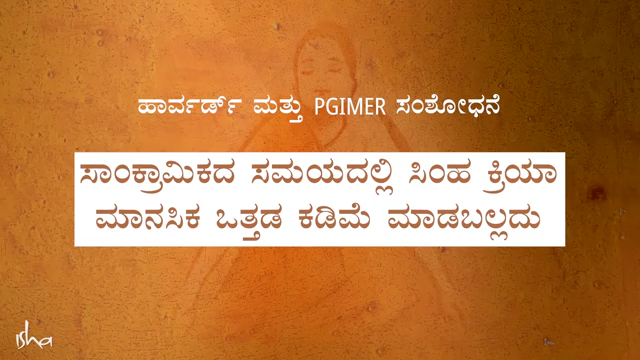 ಹಾರ್ವರ್ಡ್ ಮತ್ತು PGIMER ಸಂಶೋಧನೆ
ಸಾಂಕ್ರಾಮಿಕದ ಸಮಯದಲ್ಲಿ ಸಿಂಹ ಕ್ರಿಯಾ
ಮಾನಸಿಕ ಒತ್ತಡ ಕಡಿಮೆ ಮಾಡಬಲ್ಲದು
isha